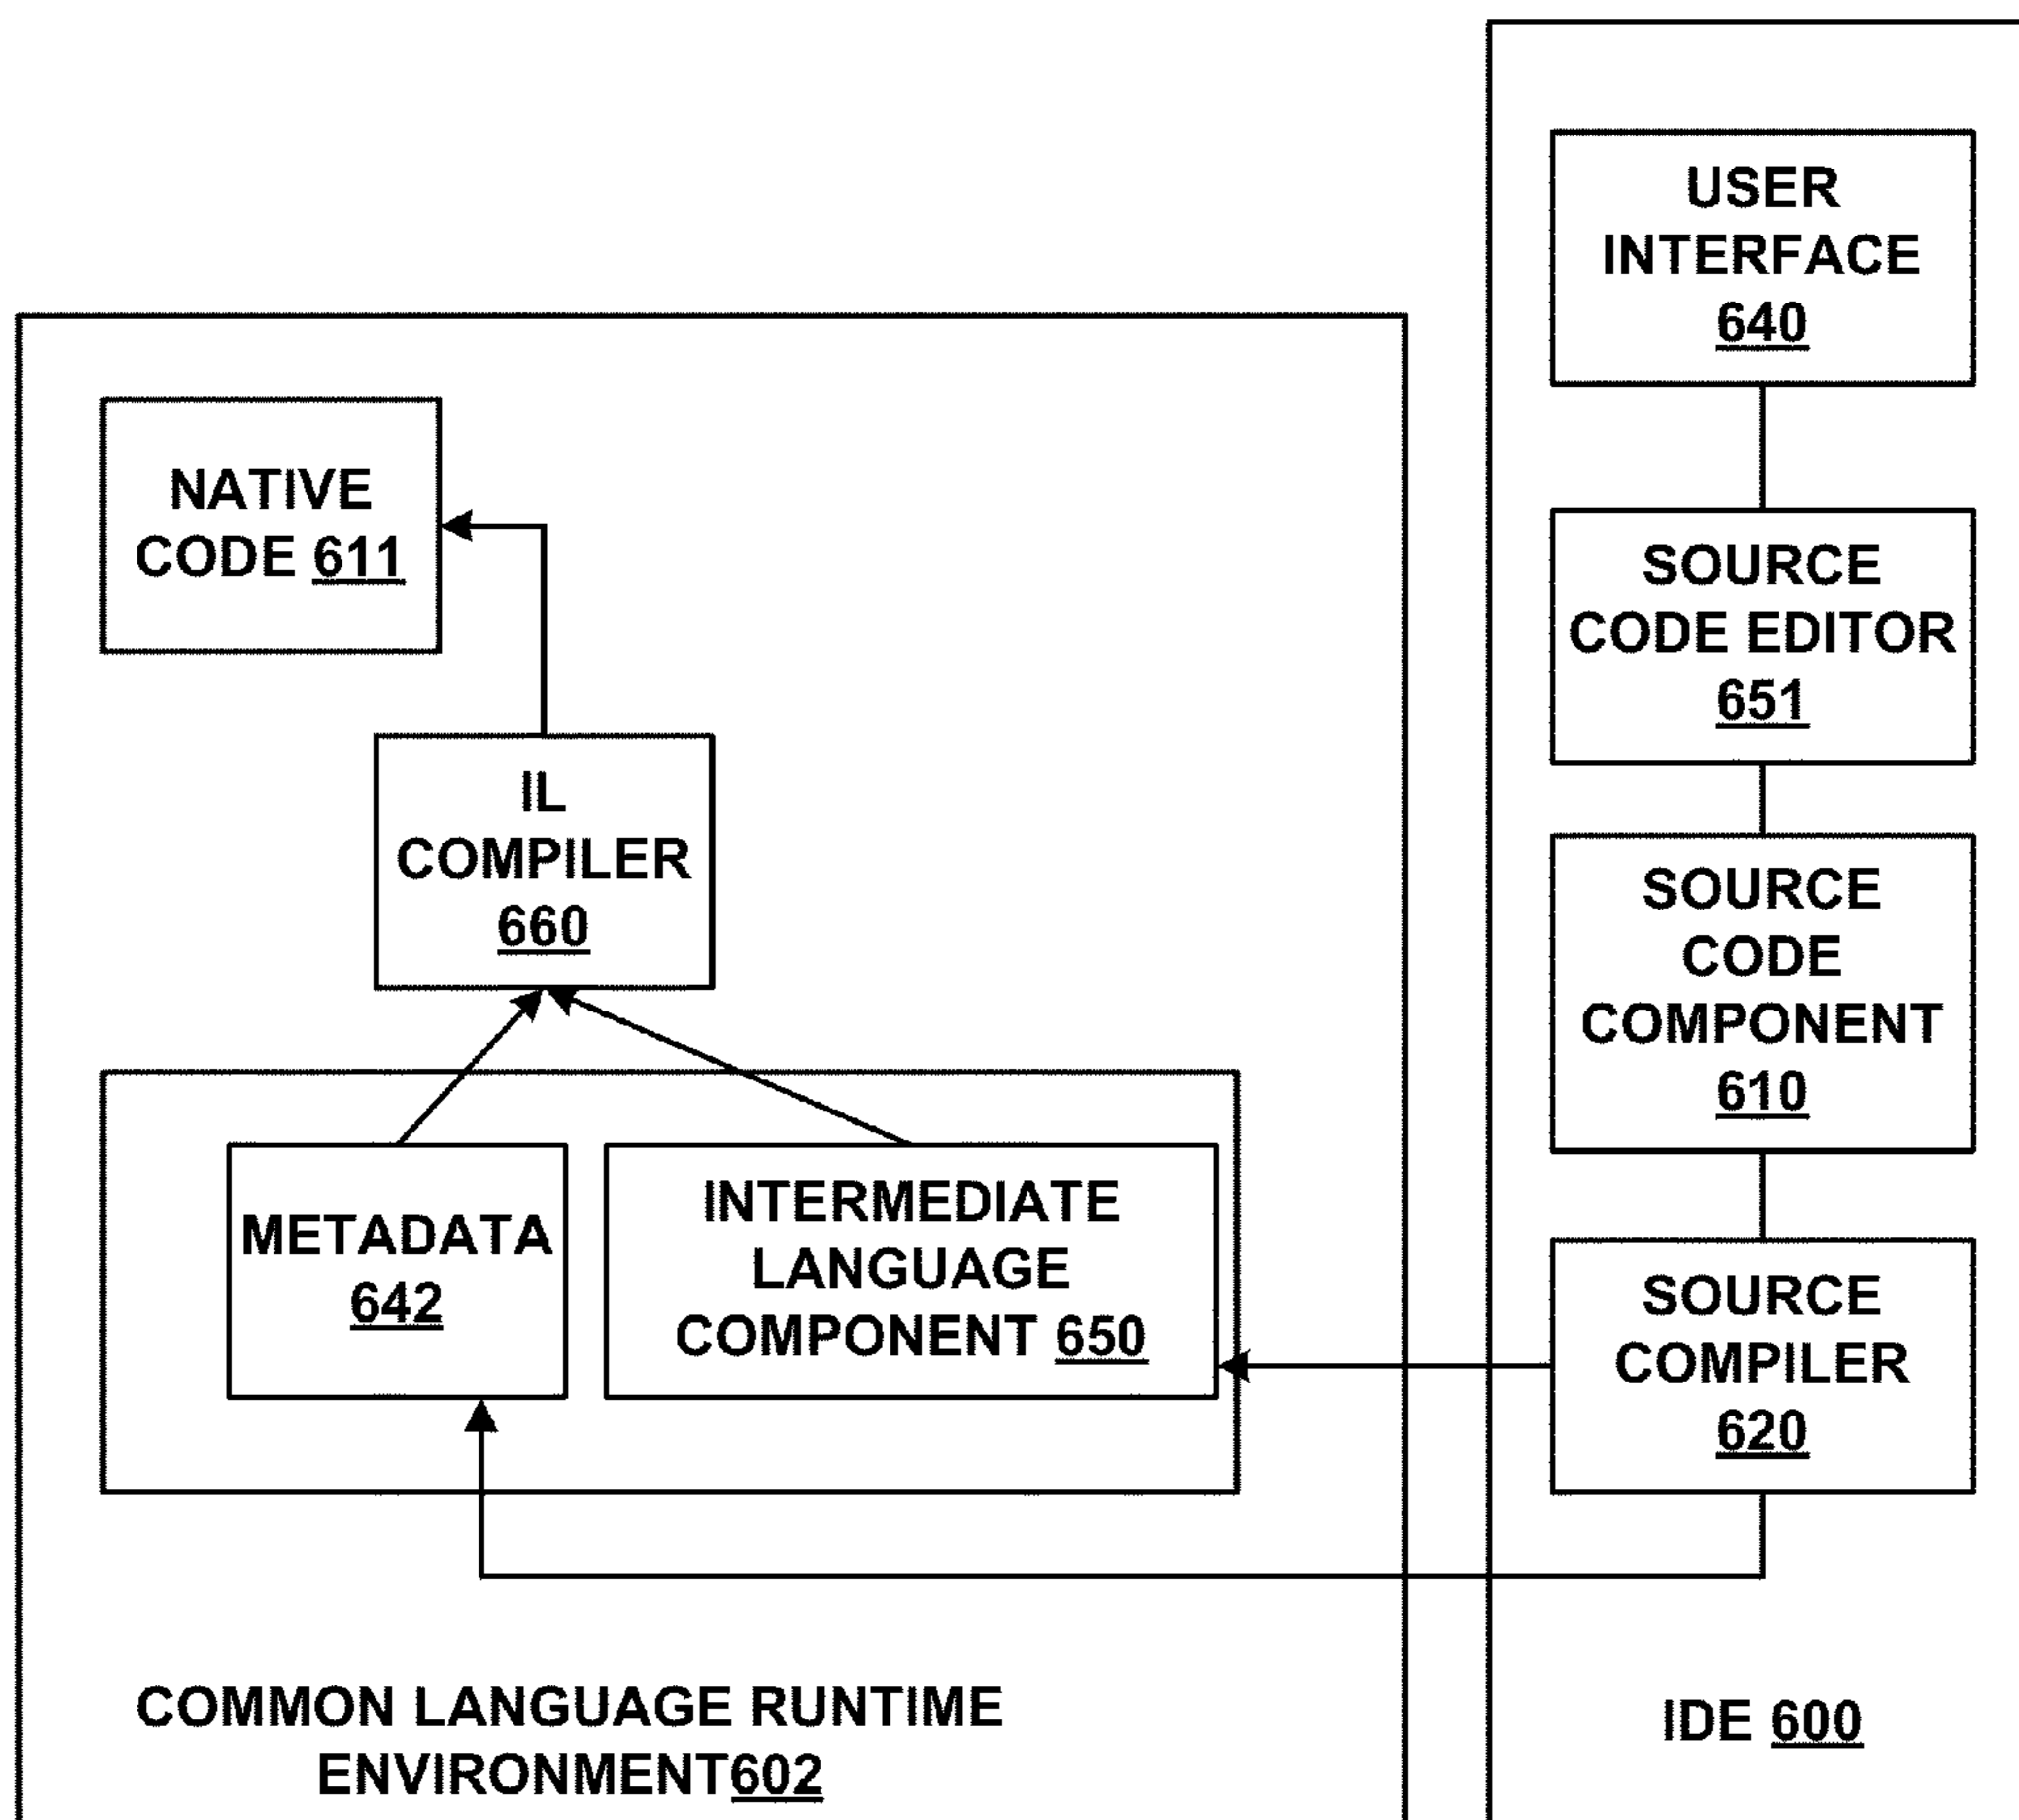 USER
INTERFACE
640
NATIVE
CODE 611
SOURCE
CODE EDITOR
651
IL
COMPILER
660
SOURCE
CODE
COMPONENT
610
METADATA
642
INTERMEDIATE
LANGUAGE
COMPONENT 650
SOURCE
COMPILER
620
COMMON LANGUAGE RUNTIME
ENVIRONMENT602
IDE 600